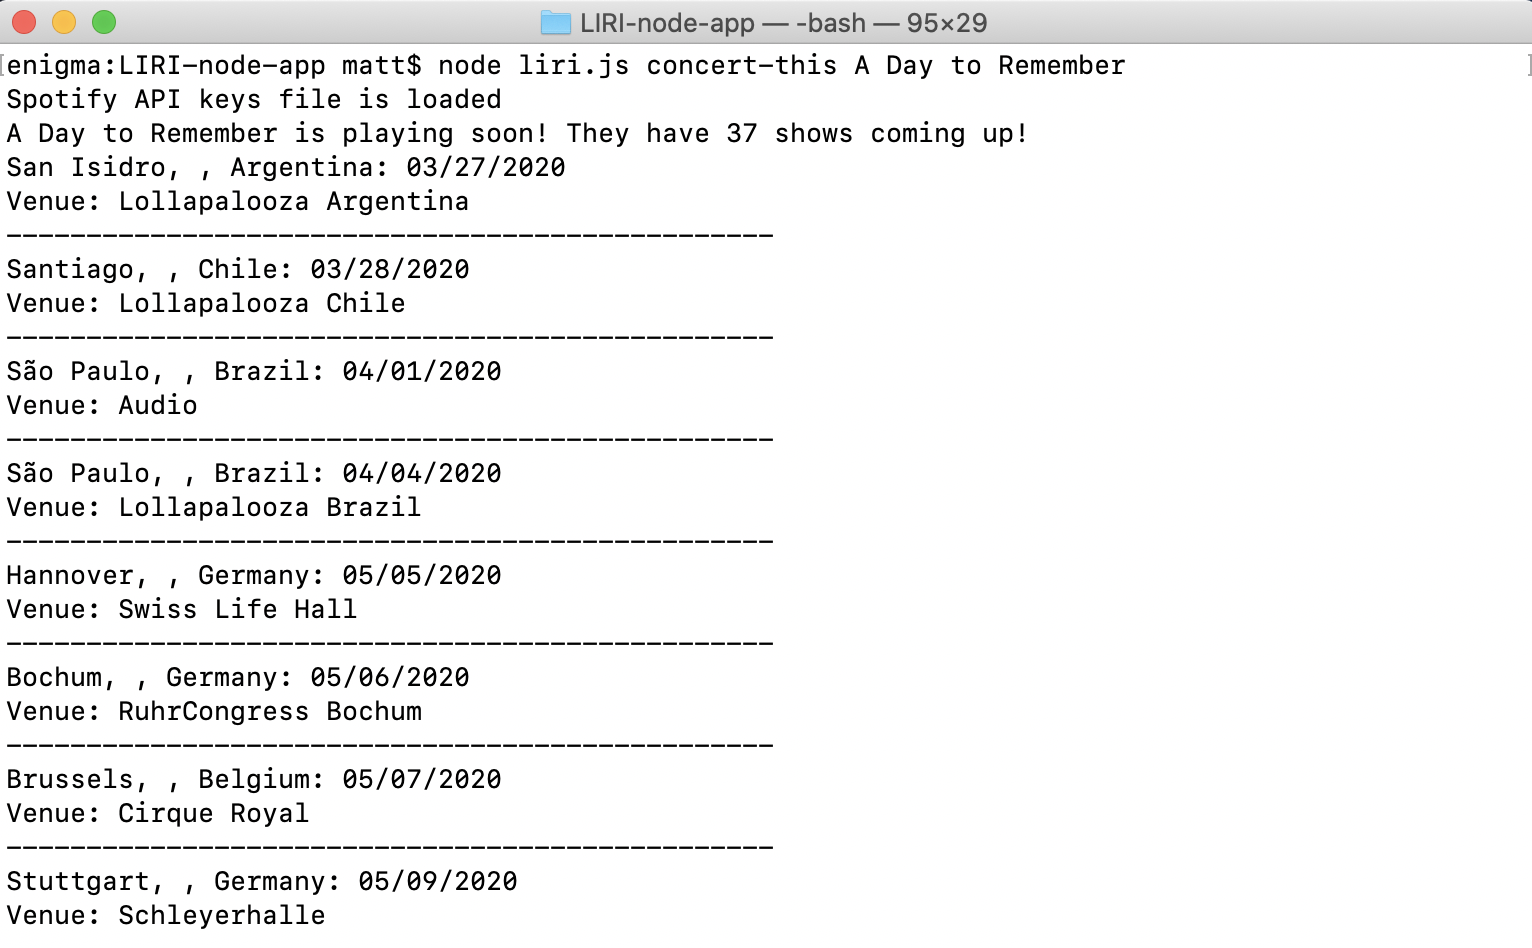 LIRI-node-app — -bash — 95×29
[enigma:LIRI-node-app matt$ node liri.js concert-this A Day to Remember ]
Spotify API keys file is loaded
A Day to Remember is playing soon! They have 37 shows coming up!
San Isidro, , Argentina: 03/27/2020
Venue: Lollapalooza Argentina
------------------------------------------------
Santiago, , Chile: 03/28/2020
Venue: Lollapalooza Chile
------------------------------------------------
São Paulo, , Brazil: 04/01/2020
Venue: Audio
------------------------------------------------
São Paulo, , Brazil: 04/04/2020
Venue: Lollapalooza Brazil
------------------------------------------------
Hannover, , Germany: 05/05/2020
Venue: Swiss Life Hall
------------------------------------------------
Bochum, , Germany: 05/06/2020
Venue: RuhrCongress Bochum
------------------------------------------------
Brussels, , Belgium: 05/07/2020
Venue: Cirque Royal
------------------------------------------------
Stuttgart, , Germany: 05/09/2020
Venue: Schleyerhalle